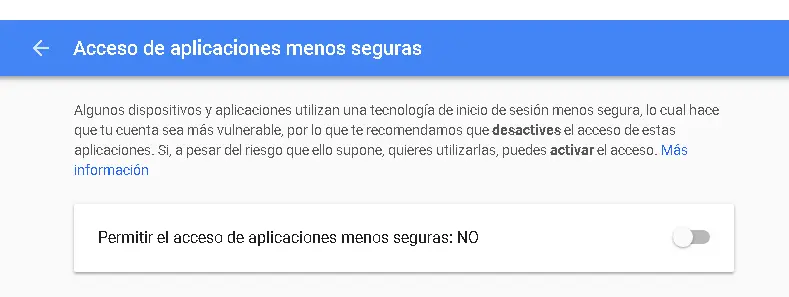 Acceso de aplicaciones menos seguras
Algunos dispositivos y aplicaciones utilizan una tecnología de inicio de sesión menos segura, lo cual hace
que tu cuenta sea más vulnerable, por lo que te recomendamos que desactives el acceso de estas
aplicaciones. Si, a pesar del riesgo que ello supone, quieres utilizarlas, puedes activar el acceso. Más
información
Permitir el acceso de aplicaciones menos seguras: NO